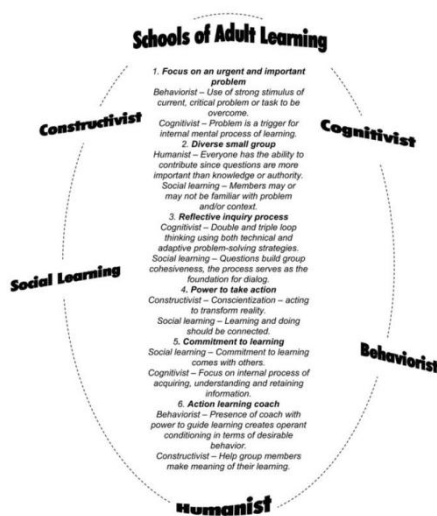 Schools of Adult Learning
1. Focus on an urgent and important
problem
Behaviorist – Use of strong stimulus of
current, critical problem or task to be
overcome.
Cognitivist – Problem is a trigger for
internal mental process of learning.
2. Diverse small group
Humanist – Everyone has the ability to
contribute since questions are more
important than knowledge or authority.
Social learning – Members may or
may not be familiar with problem
and/or context.
3. Reflective inquiry process
Cognitivist – Double and triple loop
thinking using both technical and
adaptive problem-solving strategies.
Social learning – Questions build group
cohesiveness, the process serves as the
foundation for dialog.
4. Power to take action
Constructivist – Conscientization – acting
to transform reality.
Social learning – Learning and doing
should be connected.
5. Commitment to learning
Social learning – Commitment to learning
comes with others.
Cognitivist – Focus on internal process of
acquiring, understanding and retaining
information.
6. Action learning coach
Behaviorist – Presence of coach with
power to guide learning creates operant
conditioning in terms of desirable
behavior.
Constructivist – Help group members
make meaning of their learning.
Constructivist
Cognitivist
Social Learning
Behaviorist
Humanist